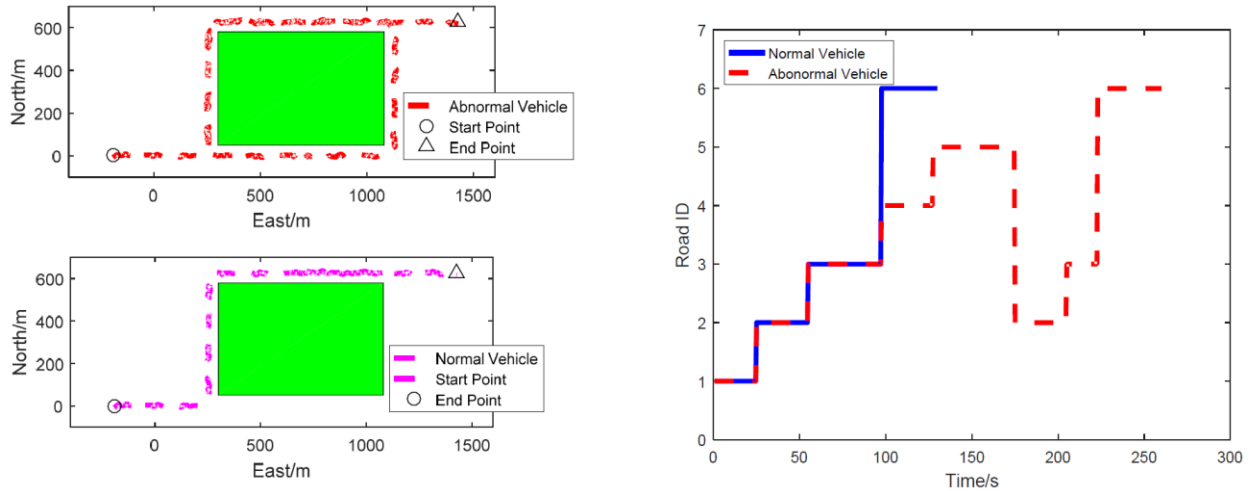 600
400
200
0
North/m
Abnormal Vehicle
Start Point
End Point
0 500 1000 1500
East/m
600
400
200
0
North/m
Normal Vehicle
Start Point
End Point
0 500 1000 1500
East/m
7
6
5
4
3
2
1
Road ID
Normal Vehicle
Abonormal Vehicle
0 50 100 150 200 250 300
Time/s